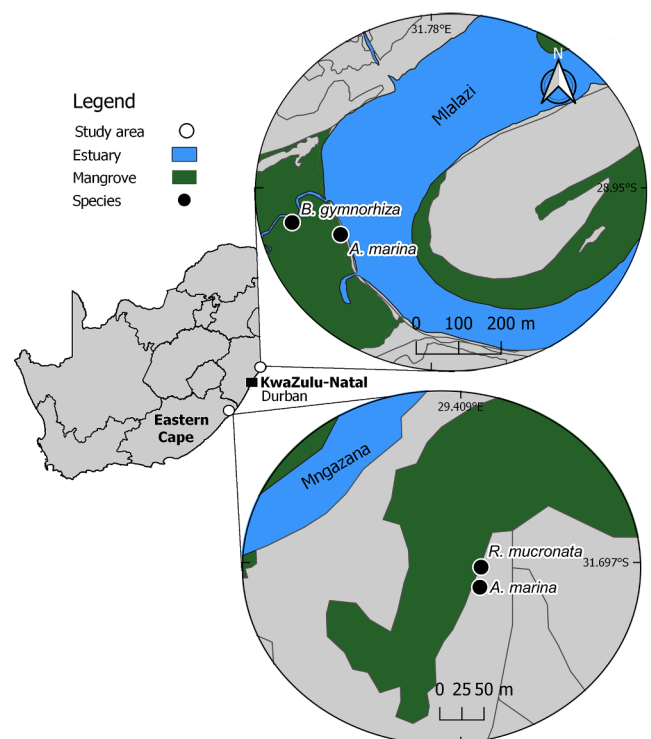 31.78°E
N
Legend
Study area
Estuary
Mangrove
Species
Mlalazi
28.95°S
B. gymnorhiza
A. marina
0 100 200 m
KwaZulu-Natal
Durban
Eastern
Cape
29.409°E
Mngazana
R. mucronata
31.697°S
A. marina
0 25 50 m